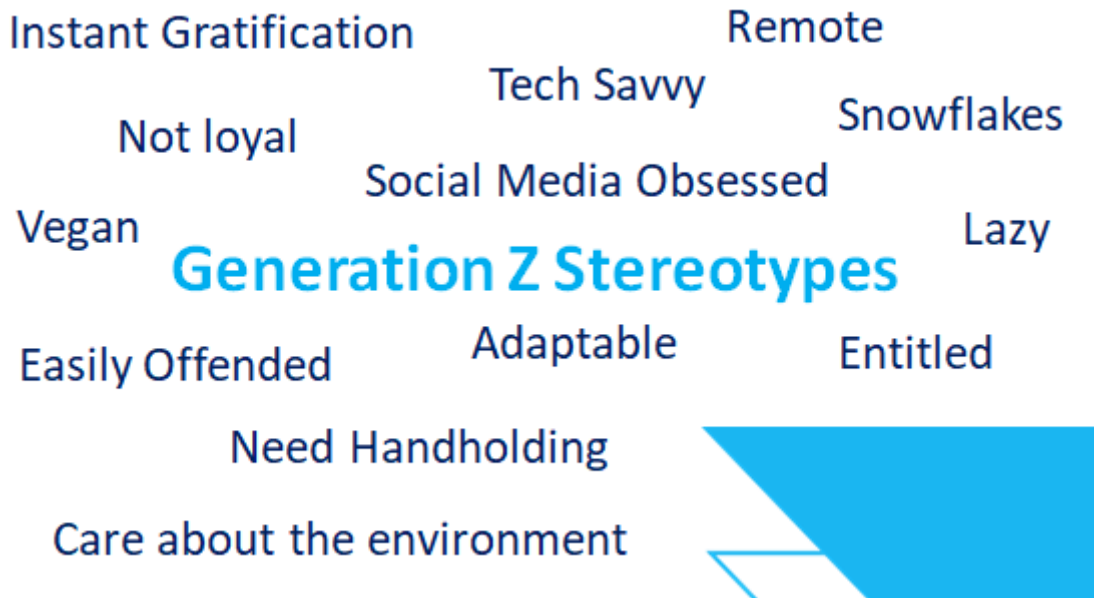 Instant Gratification
Remote
Tech Savvy
Snowflakes
Not loyal
Social Media Obsessed
Vegan
Lazy
Generation Z Stereotypes
Adaptable
Entitled
Easily Offended
Need Handholding
Care about the environment